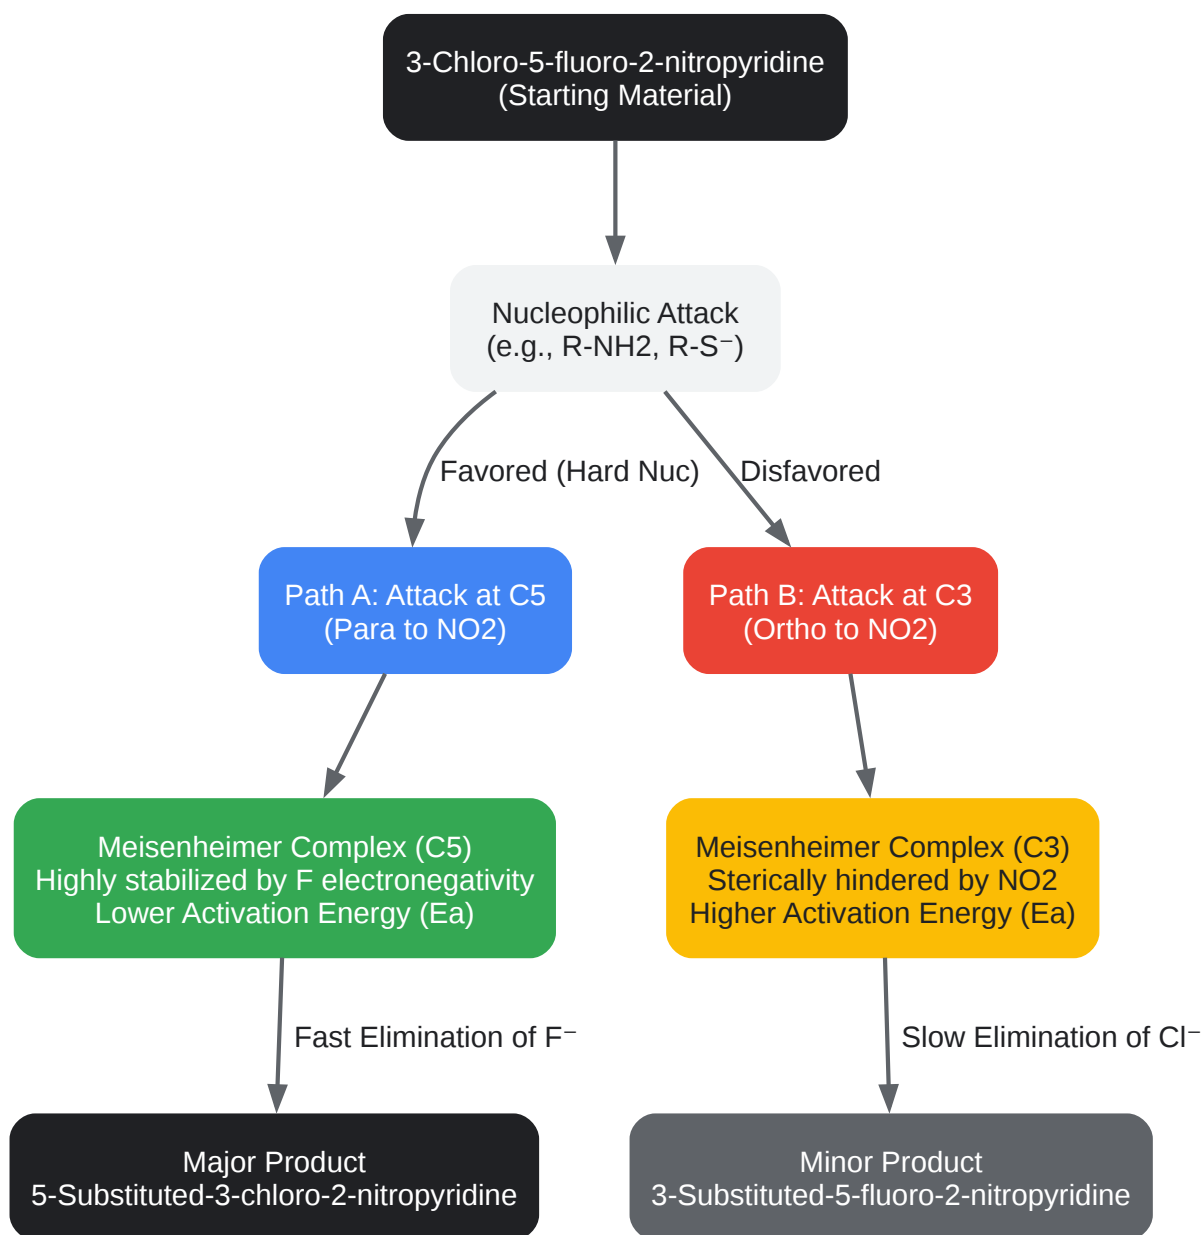 3-Chloro-5-fluoro-2-nitropyridine
(Starting Material)
Nucleophilic Attack
(e.g., R-NH2, R-S⁻)
Favored (Hard Nuc)
Disfavored
Path A: Attack at C5
(Para to NO2)
Path B: Attack at C3
(Ortho to NO2)
Meisenheimer Complex (C5)
Highly stabilized by F electronegativity
Lower Activation Energy (Ea)
Meisenheimer Complex (C3)
Sterically hindered by NO2
Higher Activation Energy (Ea)
Fast Elimination of F⁻
Slow Elimination of Cl⁻
Major Product
5-Substituted-3-chloro-2-nitropyridine
Minor Product
3-Substituted-5-fluoro-2-nitropyridine